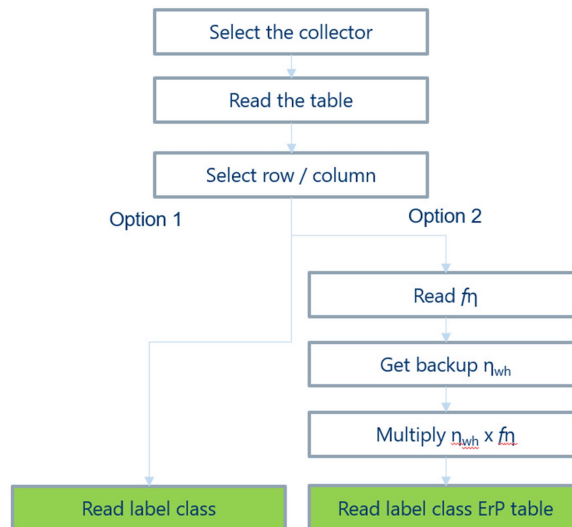 Select the collector
Read the table
Select row / column
Option 1
Option 2
Read fη
Get backup ηwh
Multiply ηwh x fη
Read label class
Read label class ErP table